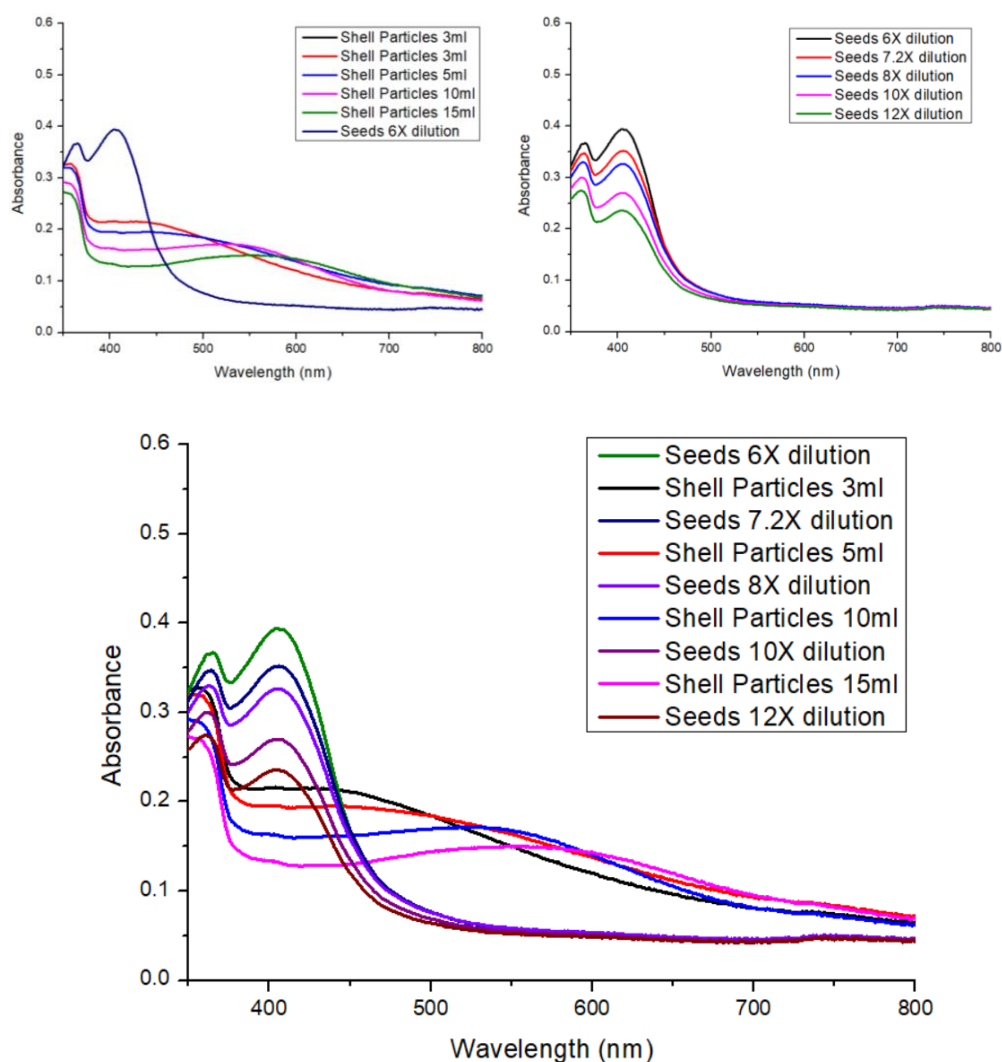 Shell Particles 3ml
Shell Particles 3ml
Shell Particles 5ml
Shell Particles 10ml
Shell Particles 15ml
Seeds 6X dilution
0.6
0.5
0.4
0.3
0.2
0.1
0.0
Absorbance
400
500
600
700
800
Wavelength (nm)
Seeds 6X dilution
Seeds 7.2X dilution
Seeds 8X dilution
Seeds 10X dilution
Seeds 12X dilution
0.6
0.5
0.4
0.3
0.2
0.1
0.0
Absorbance
400
500
600
700
800
Wavelength (nm)
Seeds 6X dilution
Shell Particles 3ml
Seeds 7.2X dilution
Shell Particles 5ml
Seeds 8X dilution
Shell Particles 10ml
Seeds 10X dilution
Shell Particles 15ml
Seeds 12X dilution
0.6
0.5
0.4
0.3
0.2
0.1
0.0
Absorbance
400
500
600
700
800
Wavelength (nm)